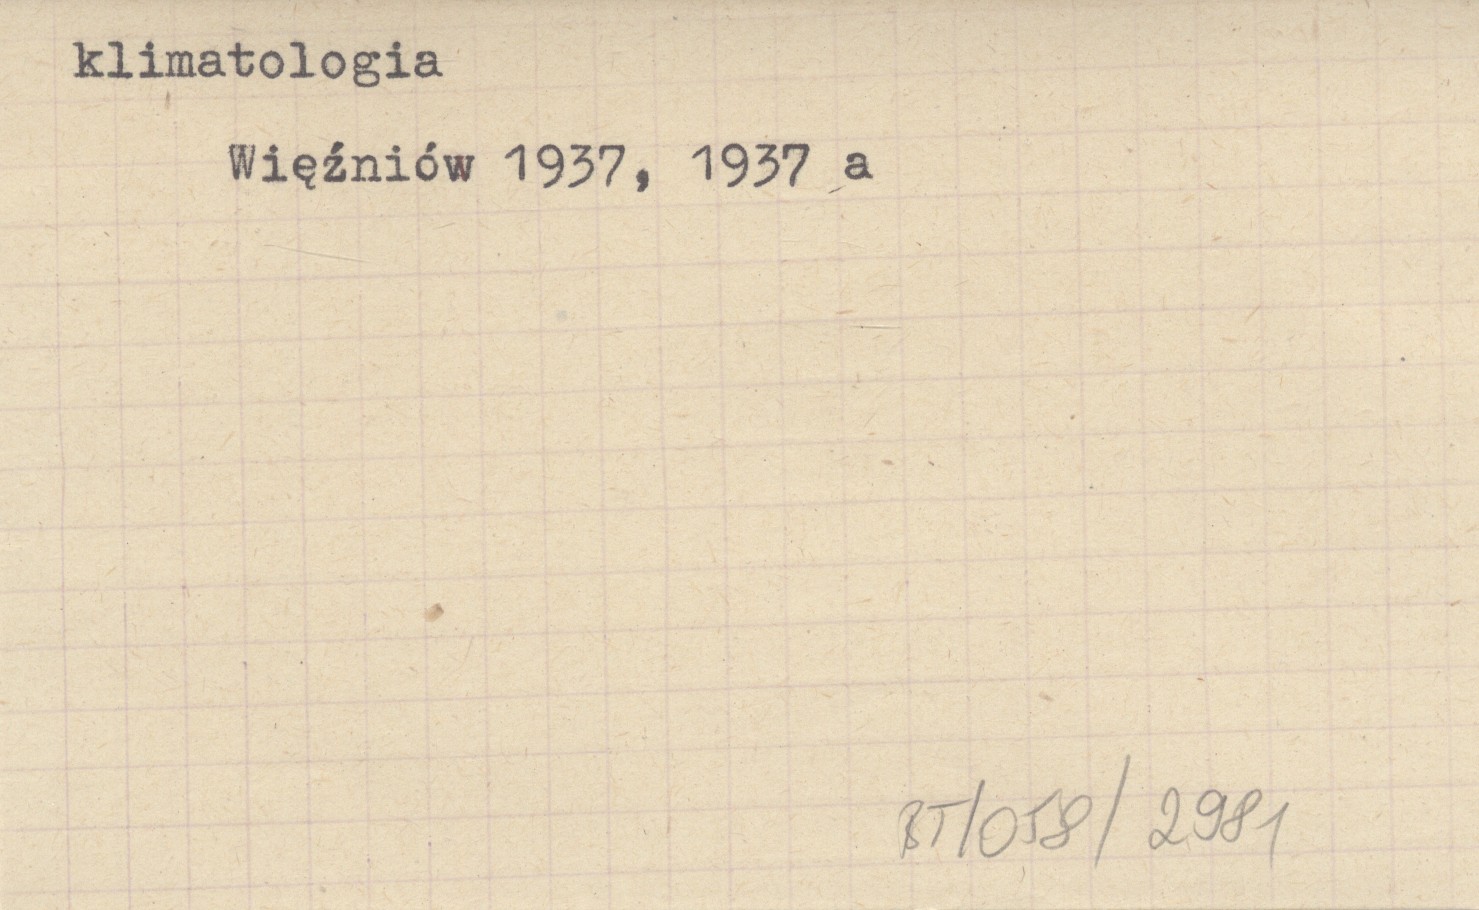 klimatologia
Więźniów 1937, 1937 a
BT/058/2981